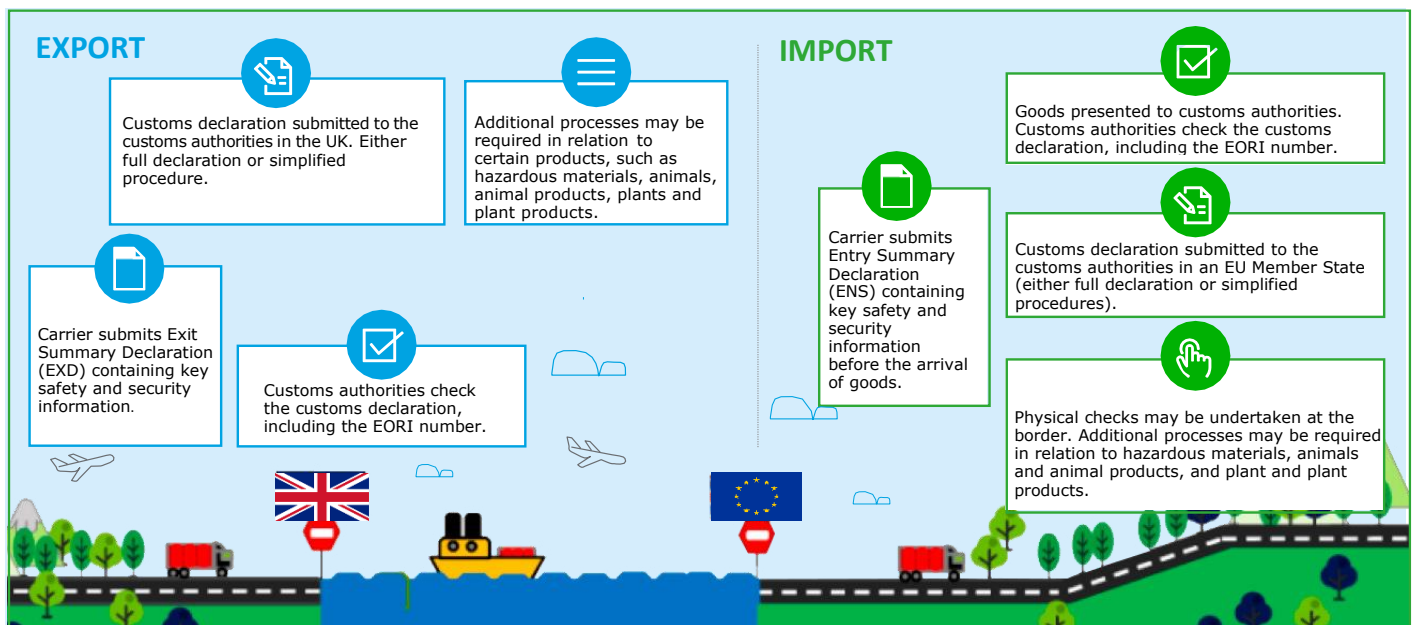 EXPORT
Customs declaration submitted to the
customs authorities in the UK. Either
full declaration or simplified
procedure.
Additional processes may be
required in relation to
certain products, such as
hazardous materials, animals,
animal products, plants and
plant products.
Carrier submits Exit
Summary Declaration
(EXD) containing key
safety and security
information.
Customs authorities check
the customs declaration,
including the EORI number.
IMPORT
Carrier submits
Entry Summary
Declaration
(ENS) containing
key safety and
security
information
before the arrival
of goods.
Goods presented to customs authorities.
Customs authorities check the customs
declaration, including the EORI number.
Customs declaration submitted to the
customs authorities in an EU Member State
(either full declaration or simplified
procedures).
Physical checks may be undertaken at the
border. Additional processes may be required
in relation to hazardous materials, animals
and animal products, and plant and plant
products.